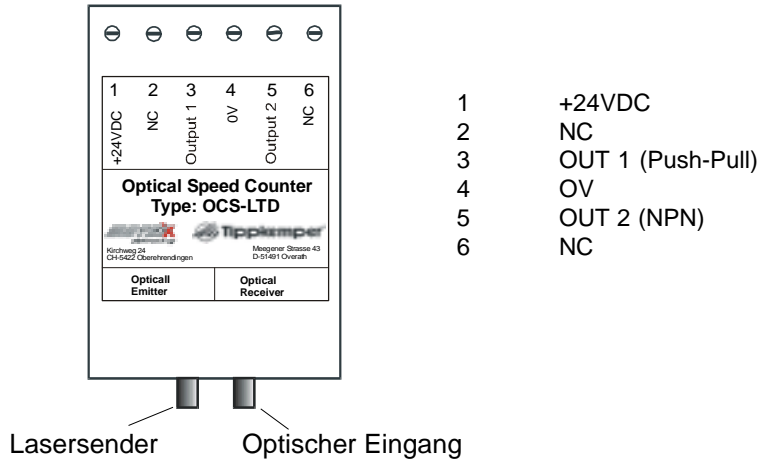 1 2 3 4 5 6
+24VDC NC Output 1 0V Output 2 NC
Optical Speed Counter
Type: OCS-LTD
Tippkemper
Kirchweg 24
CH-5422 Oberehrendingen
Meegener Strasse 43
D-51491 Overath
Opticall
Emitter
Optical
Receiver
Lasersender
Optischer Eingang
1 +24VDC
2 NC
3 OUT 1 (Push-Pull)
4 OV
5 OUT 2 (NPN)
6 NC